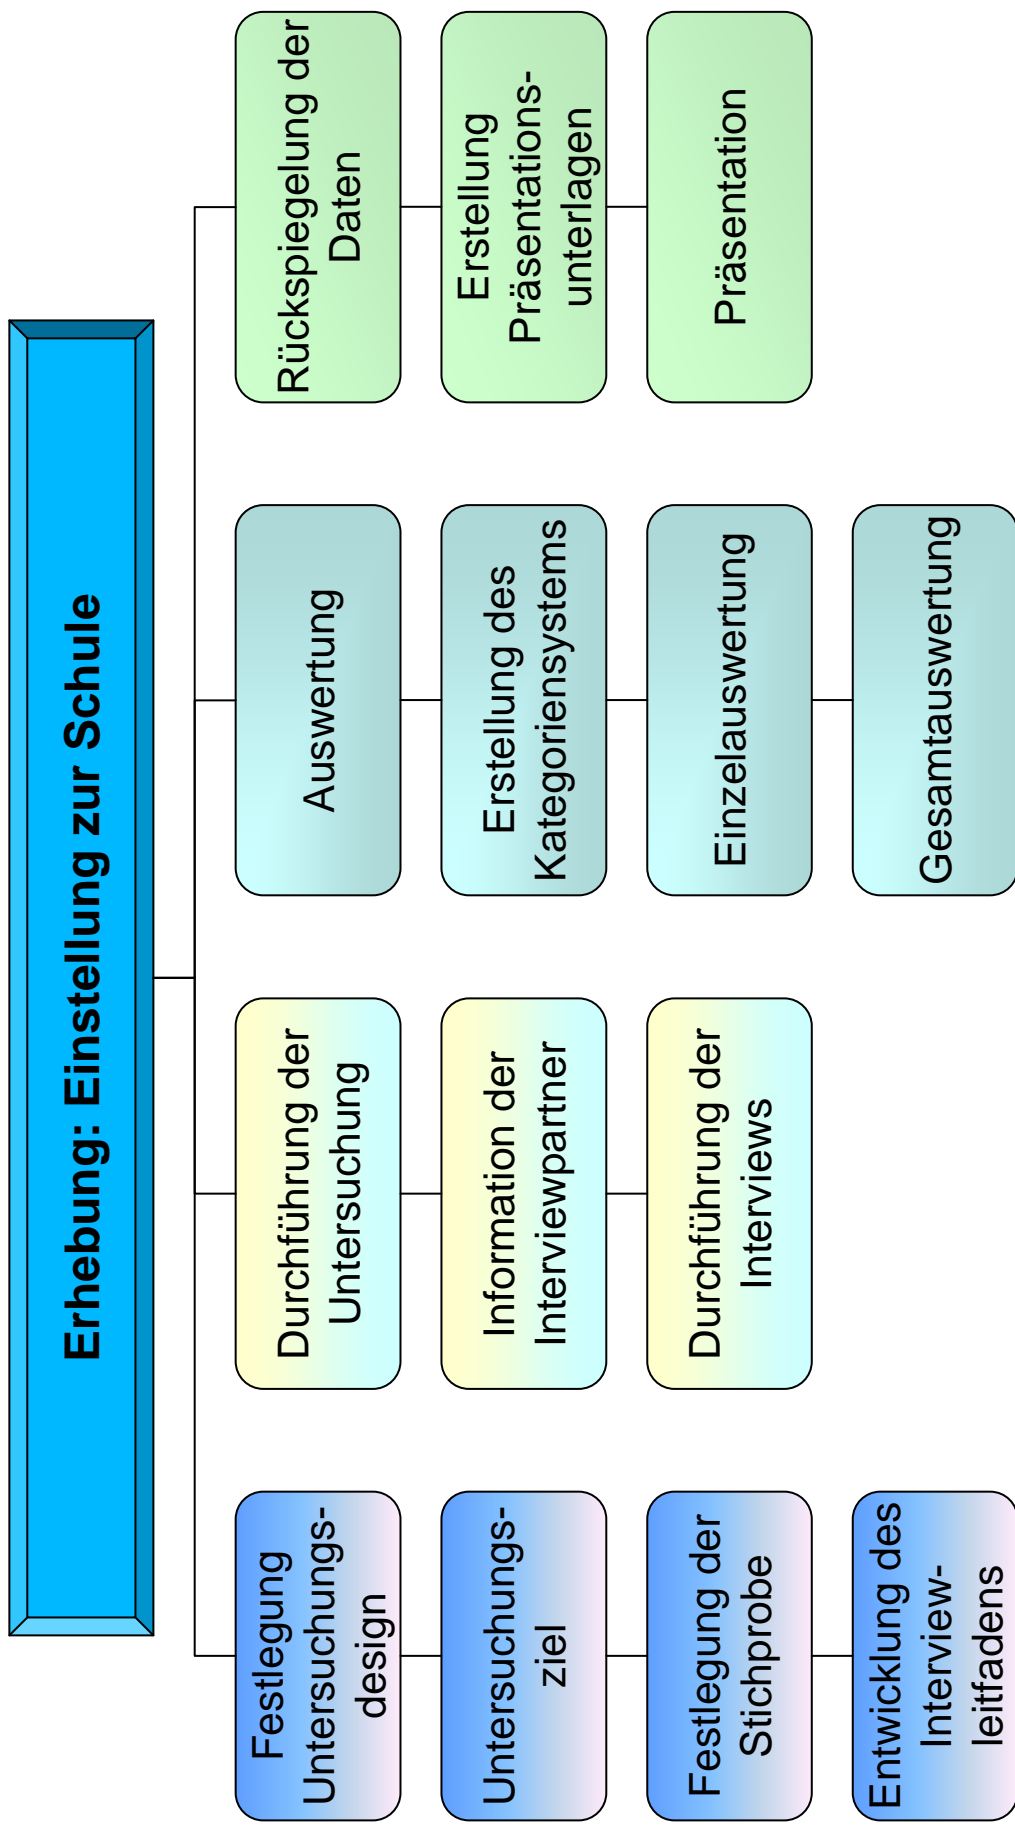 Erhebung: Einstellung zur Schule
Festlegung
Untersuchungs-
design
Untersuchungs-
ziel
Festlegung der
Stichprobe
Entwicklung des
Interview-
leitfadens
Durchführung der
Untersuchung
Information der
Interviewpartner
Durchführung der
Interviews
Auswertung
Erstellung des
Kategoriensystems
Einzelauswertung
Gesamtauswertung
Rückspiegelung der
Daten
Erstellung
Präsentations-
unterlagen
Präsentation